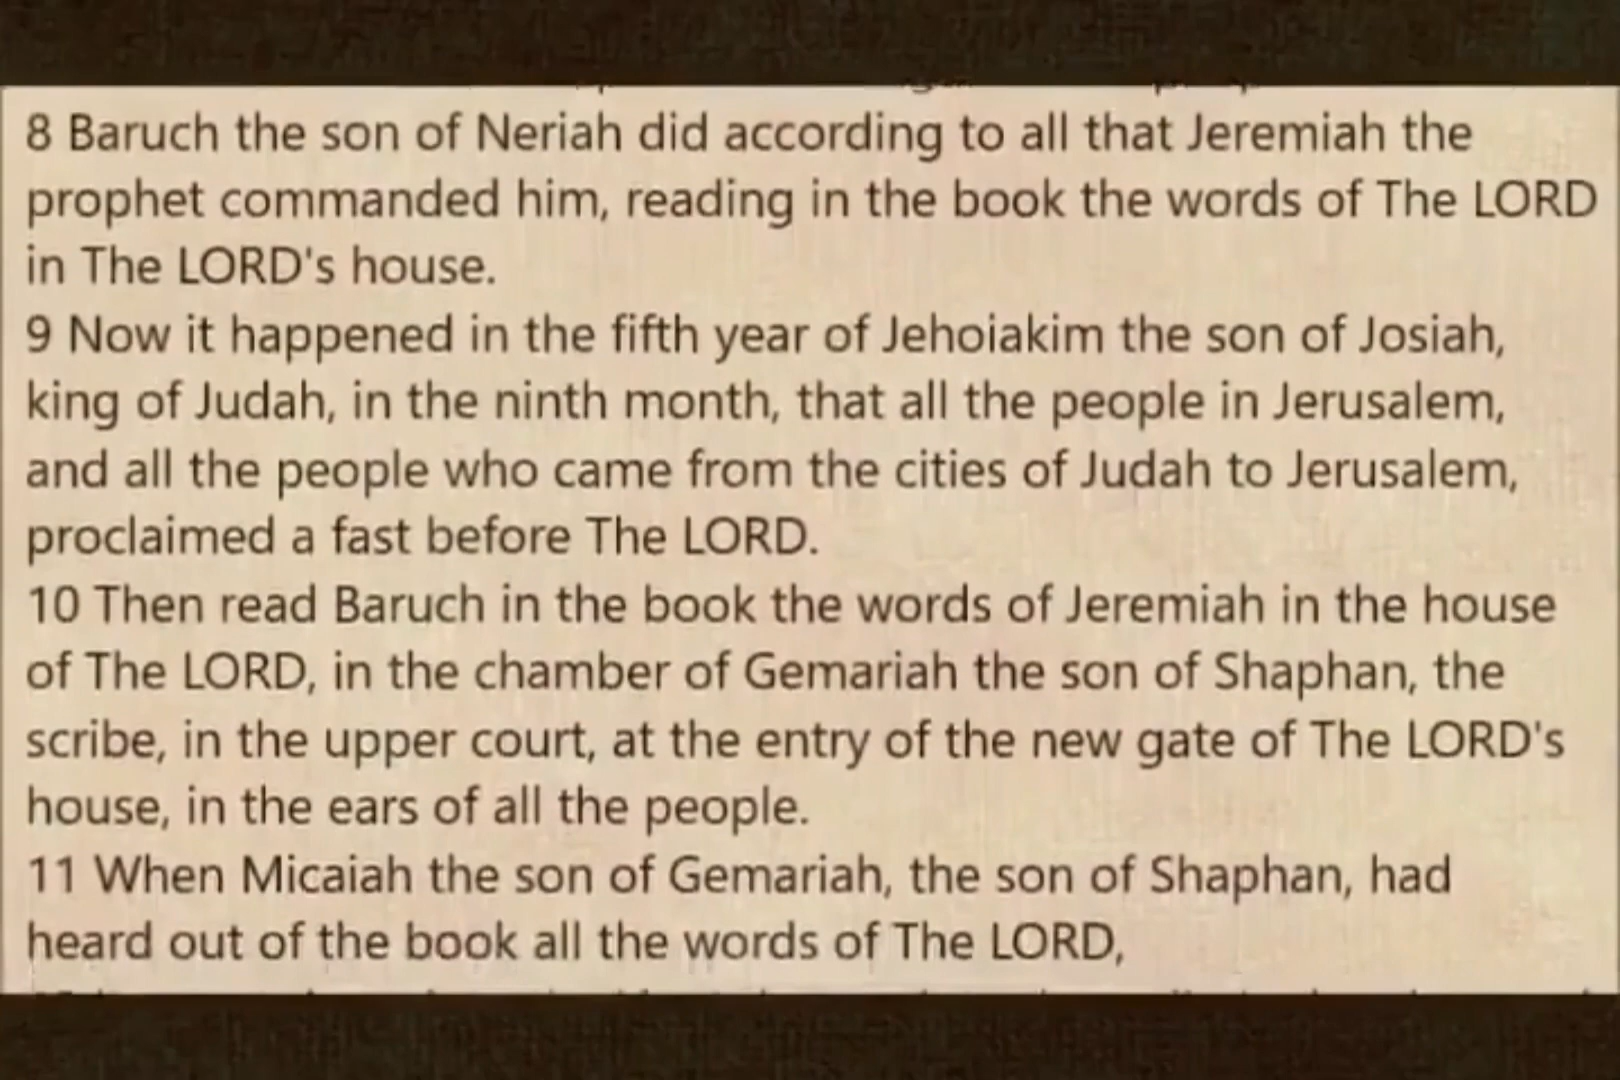 8 Baruch the son of Neriah did according to all that Jeremiah the
prophet commanded him, reading in the book the words of The LORD
in The LORD's house.
9 Now it happened in the fifth year of Jehoiakim the son of Josiah,
king of Judah, in the ninth month, that all the people in Jerusalem,
and all the people who came from the cities of Judah to Jerusalem,
proclaimed a fast before The LORD.
10 Then read Baruch in the book the words of Jeremiah in the house
of The LORD, in the chamber of Gemariah the son of Shaphan, the
scribe, in the upper court, at the entry of the new gate of The LORD's
house, in the ears of all the people.
11 When Micaiah the son of Gemariah, the son of Shaphan, had
heard out of the book all the words of The LORD,